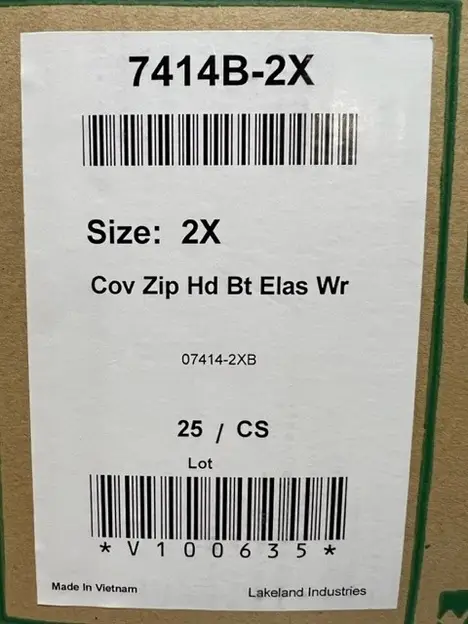 7414B-2X
Size: 2X
Cov Zip Hd Bt Elas Wr
07414-2XB
25 / CS
Lot
*V100635*
Made In Vietnam
Lakeland Industries